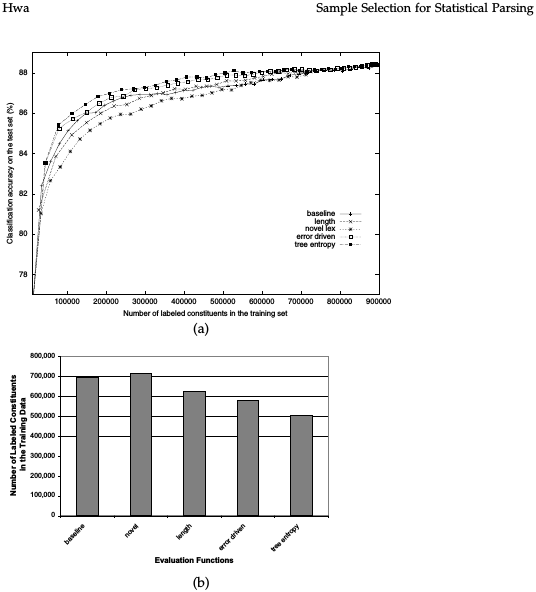 Hwa Sample Selection for Statistical Parsing
Classification accuracy on the test set (%)
88
86
84
82
80
78
baseline
length
novel lex
error driven
tree entropy
100000 200000 300000 400000 500000 600000 700000 800000 900000
Number of labeled constituents in the training set
(a)
Number of Labeled Constituents
in the Training Data
800,000
700,000
600,000
500,000
400,000
300,000
200,000
100,000
0
baseline novel length error driven tree entropy
Evaluation Functions
(b)